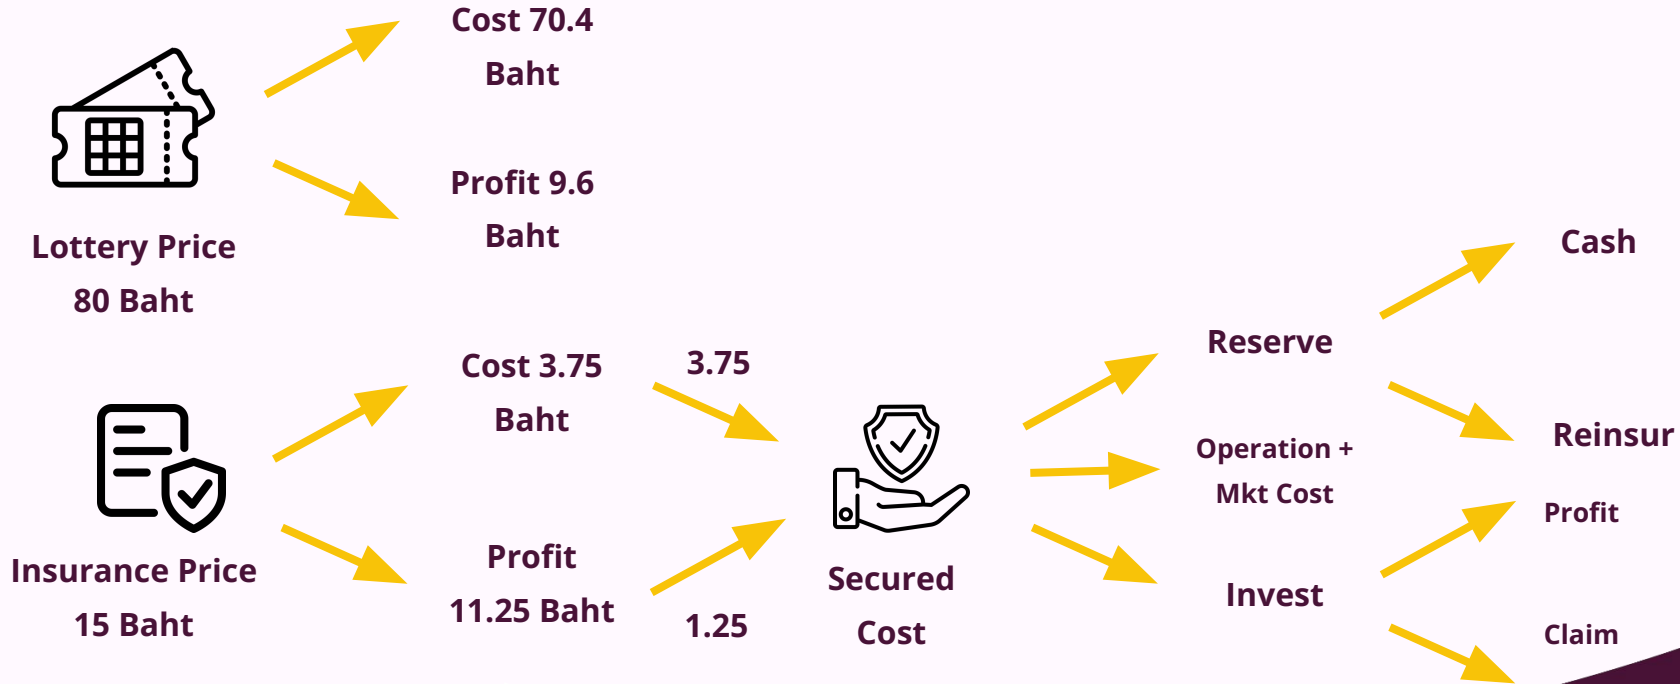 Cost 70.4
Baht
Profit 9.6
Baht
Lottery Price
80 Baht
Cost 3.75
Baht
3.75
Insurance Price
15 Baht
Profit
11.25 Baht
1.25
Secured
Cost
Reserve
Operation +
Mkt Cost
Invest
Cash
Reinsur
Profit
Claim